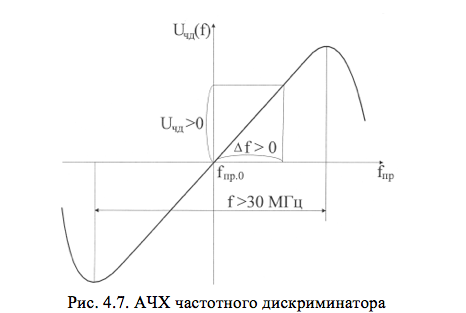 Uчд(f)
Uчд>0
Δf > 0
fпр.0
fпр
f >30 МГц
Рис. 4.7. АЧХ частотного дискриминатора